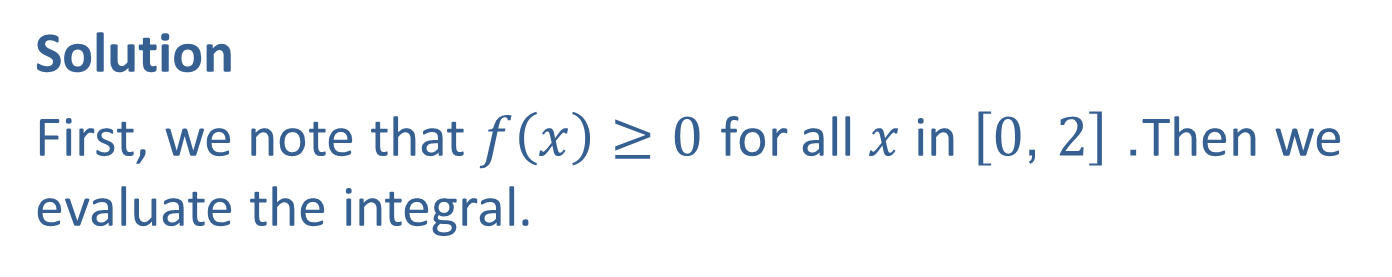 Solution
First, we note that 𝑓(𝑥) ≥ 0 for all 𝑥 in [0, 2] .Then we
evaluate the integral.